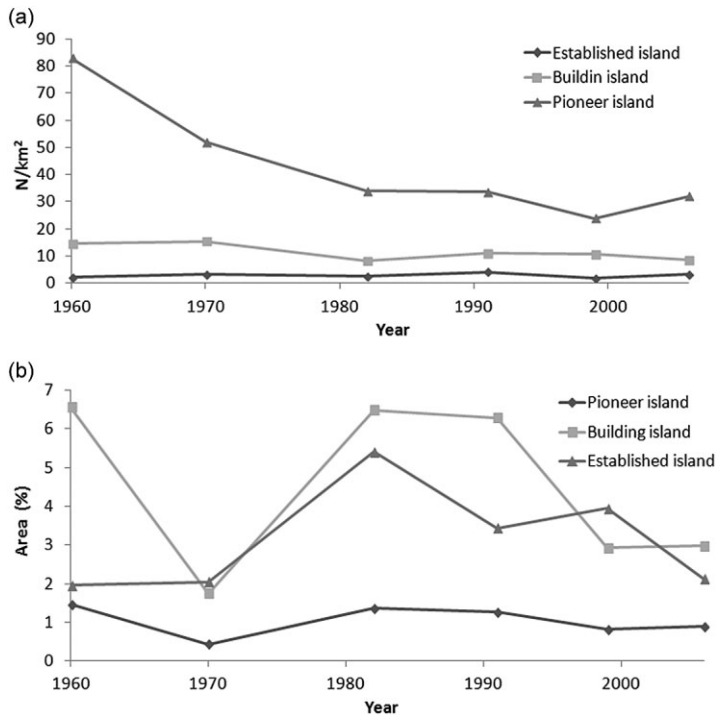 (a)
90
80
70
60
50
40
30
20
10
0
N/km²
Established island
Buildin island
Pioneer island
1960 1970 1980 1990 2000
Year
(b)
7
6
5
4
3
2
1
0
Area (%)
Pioneer island
Building island
Established island
1960 1970 1980 1990 2000
Year